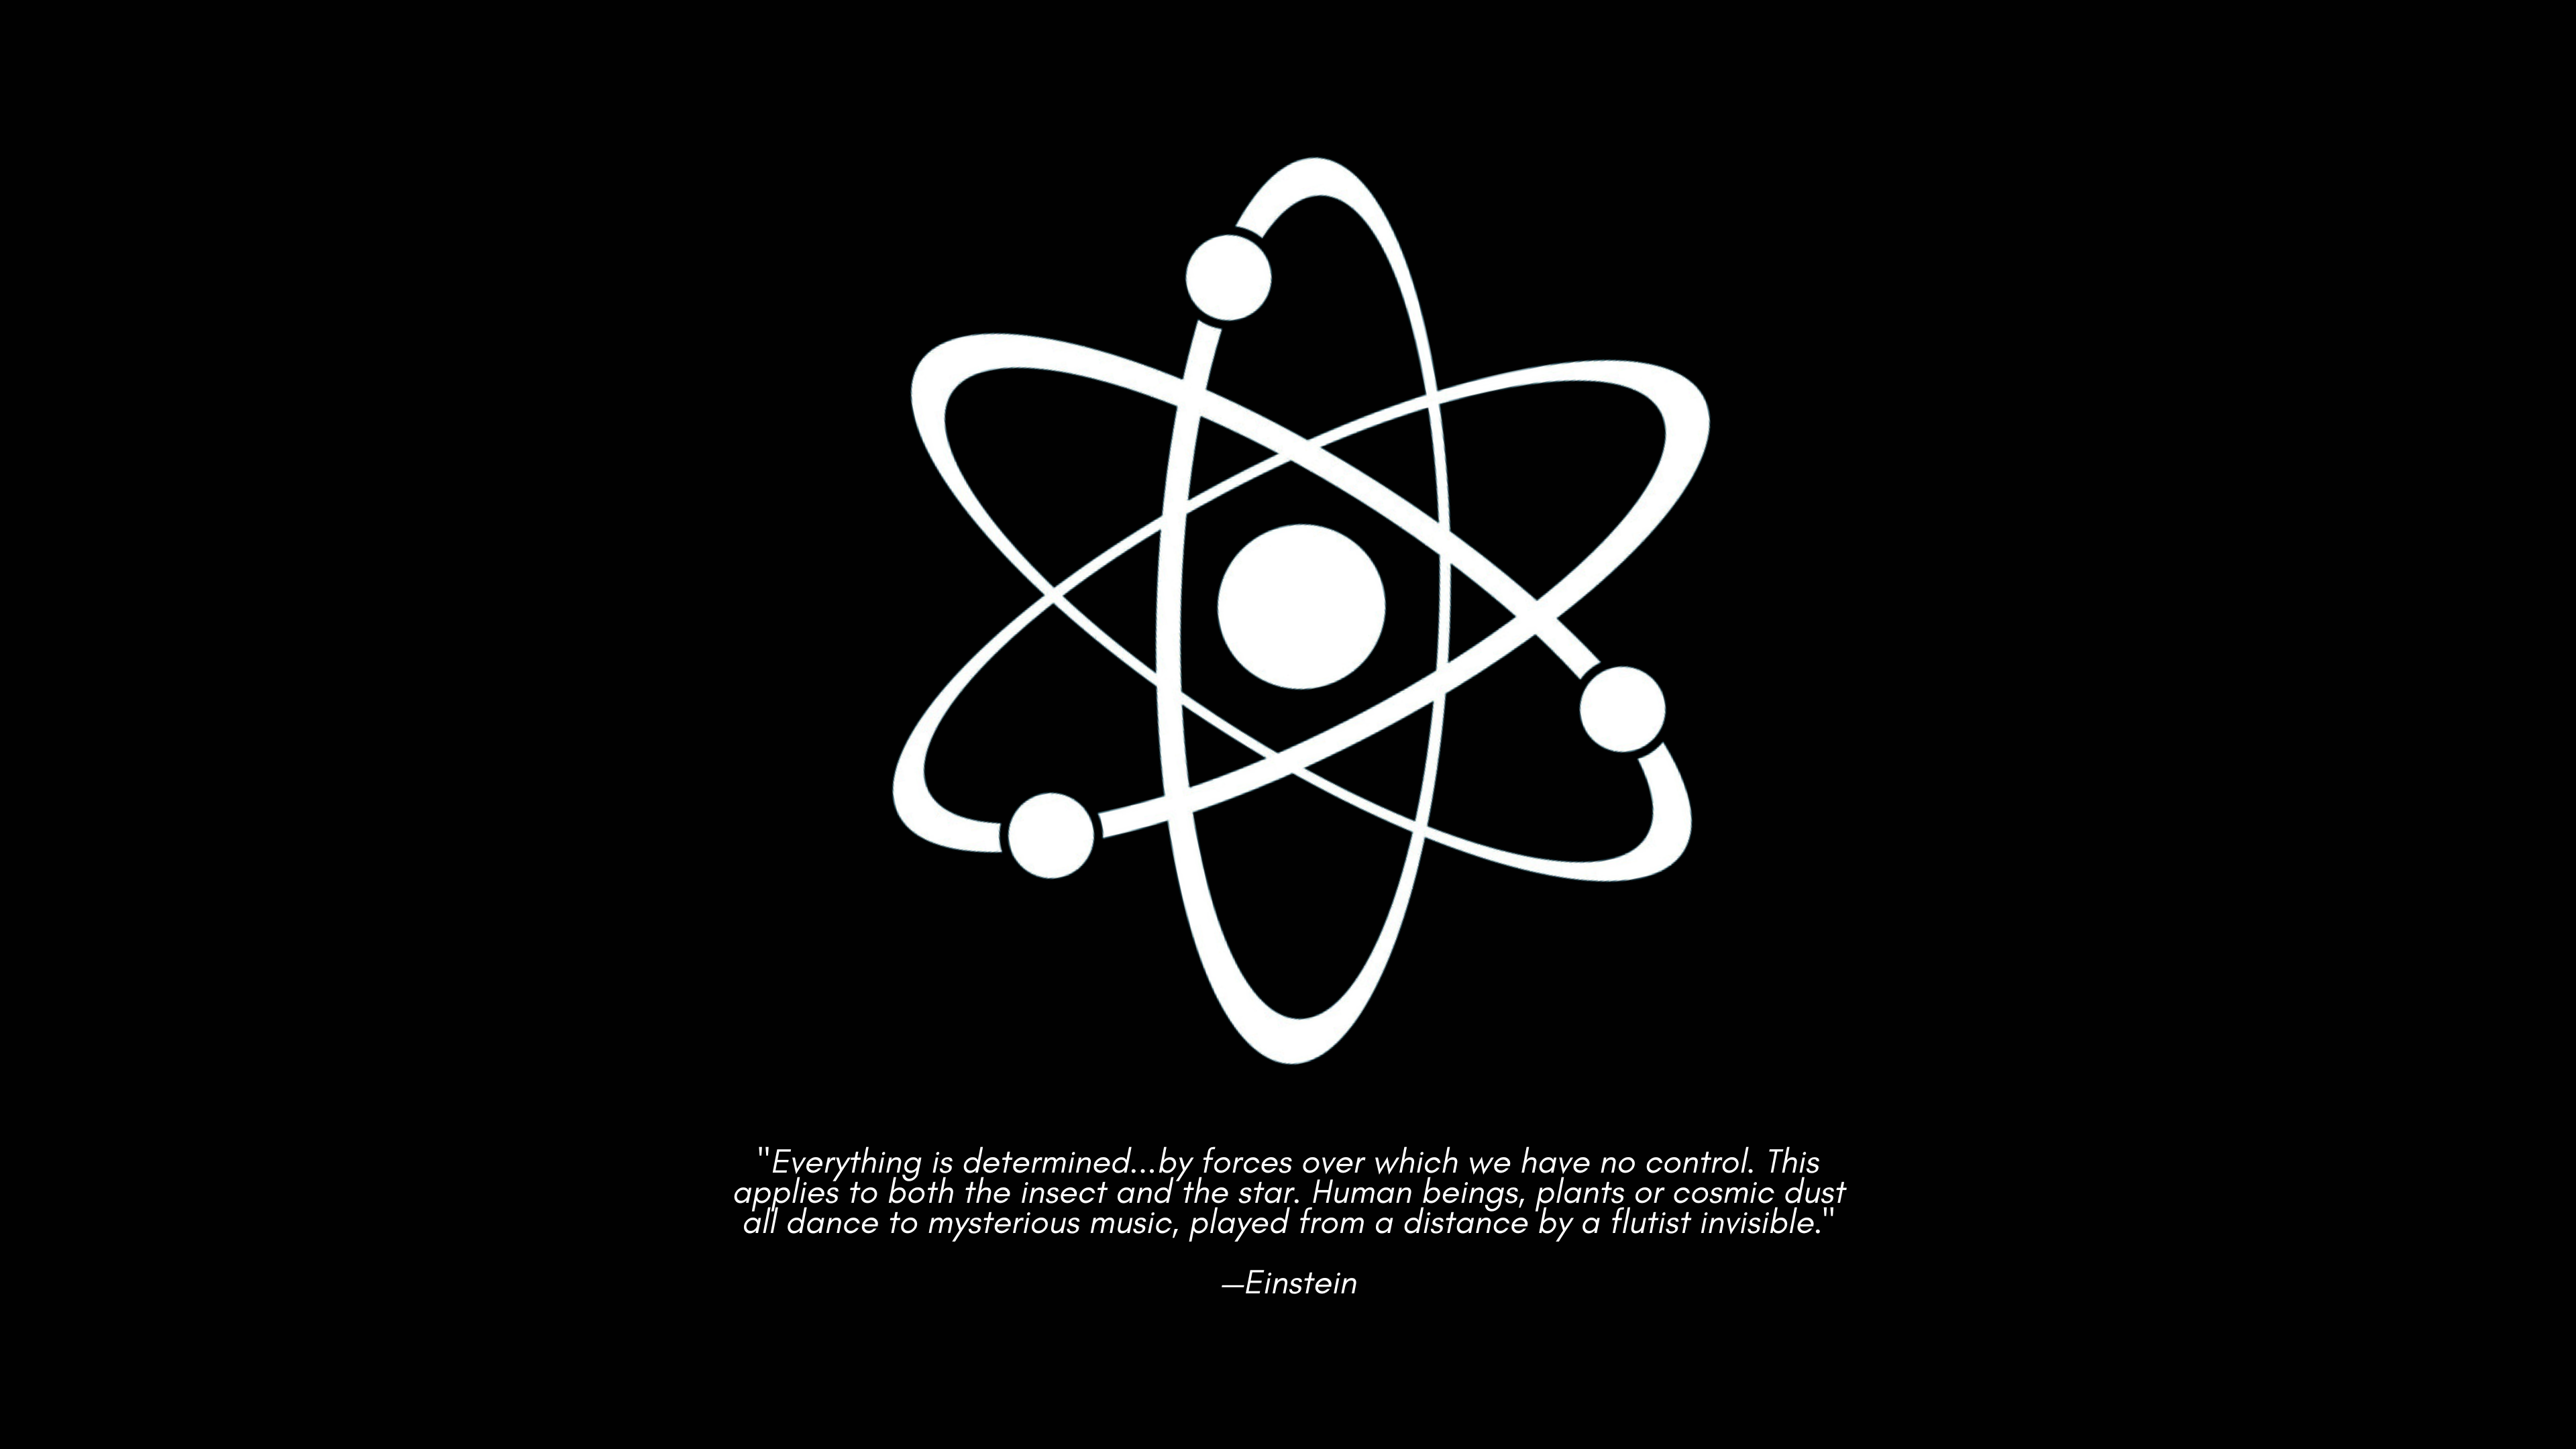 "Everything is determined...by forces over which we have no control. This
applies to both the insect and the star. Human beings, plants or cosmic dust
all dance to mysterious music, played from a distance by a flutist invisible."
—Einstein